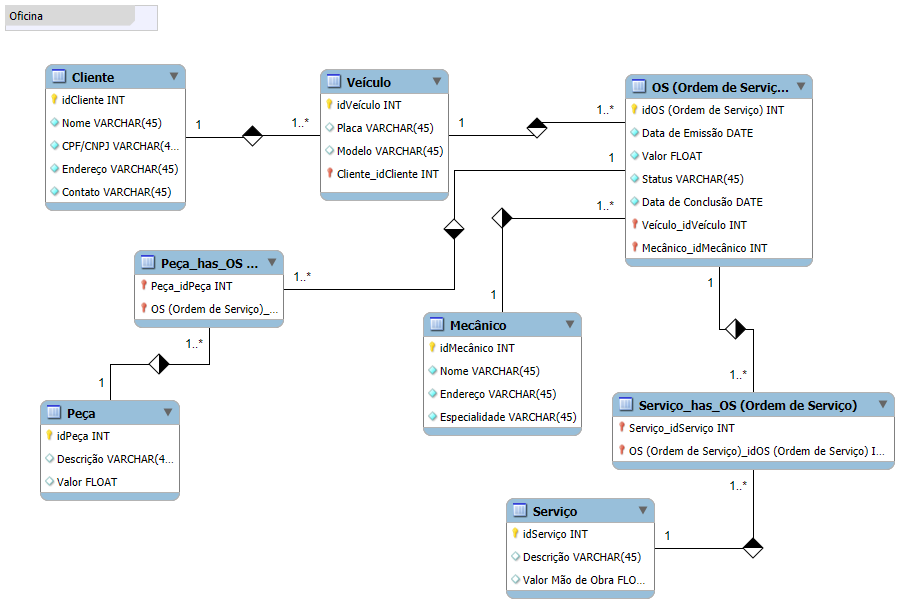 Oficina
Cliente
idCliente INT
Nome VARCHAR(45)
CPF/CNPJ VARCHAR(4...
Endereço VARCHAR(45)
Contato VARCHAR(45)
1
1..*
Veículo
idVeículo INT
Placa VARCHAR(45)
Modelo VARCHAR(45)
Cliente_idCliente INT
1
1..*
OS (Ordem de Serviç...
idOS (Ordem de Serviço) INT
Data de Emissão DATE
Valor FLOAT
Status VARCHAR(45)
Data de Conclusão DATE
Veículo_idVeículo INT
Mecânico_idMecânico INT
1
1..*
Peça_has_OS ...
Peça_idPeça INT
OS (Ordem de Serviço)_...
1..*
1..*
1
Peça
idPeça INT
Descrição VARCHAR(4...
Valor FLOAT
1
Mecânico
idMecânico INT
Nome VARCHAR(45)
Endereço VARCHAR(45)
Especialidade VARCHAR(45)
1
1..*
Serviço_has_OS (Ordem de Serviço)
Serviço_idServiço INT
OS (Ordem de Serviço)_idOS (Ordem de Serviço) I...
1..*
1
Serviço
idServiço INT
Descrição VARCHAR(45)
Valor Mão de Obra FLO...